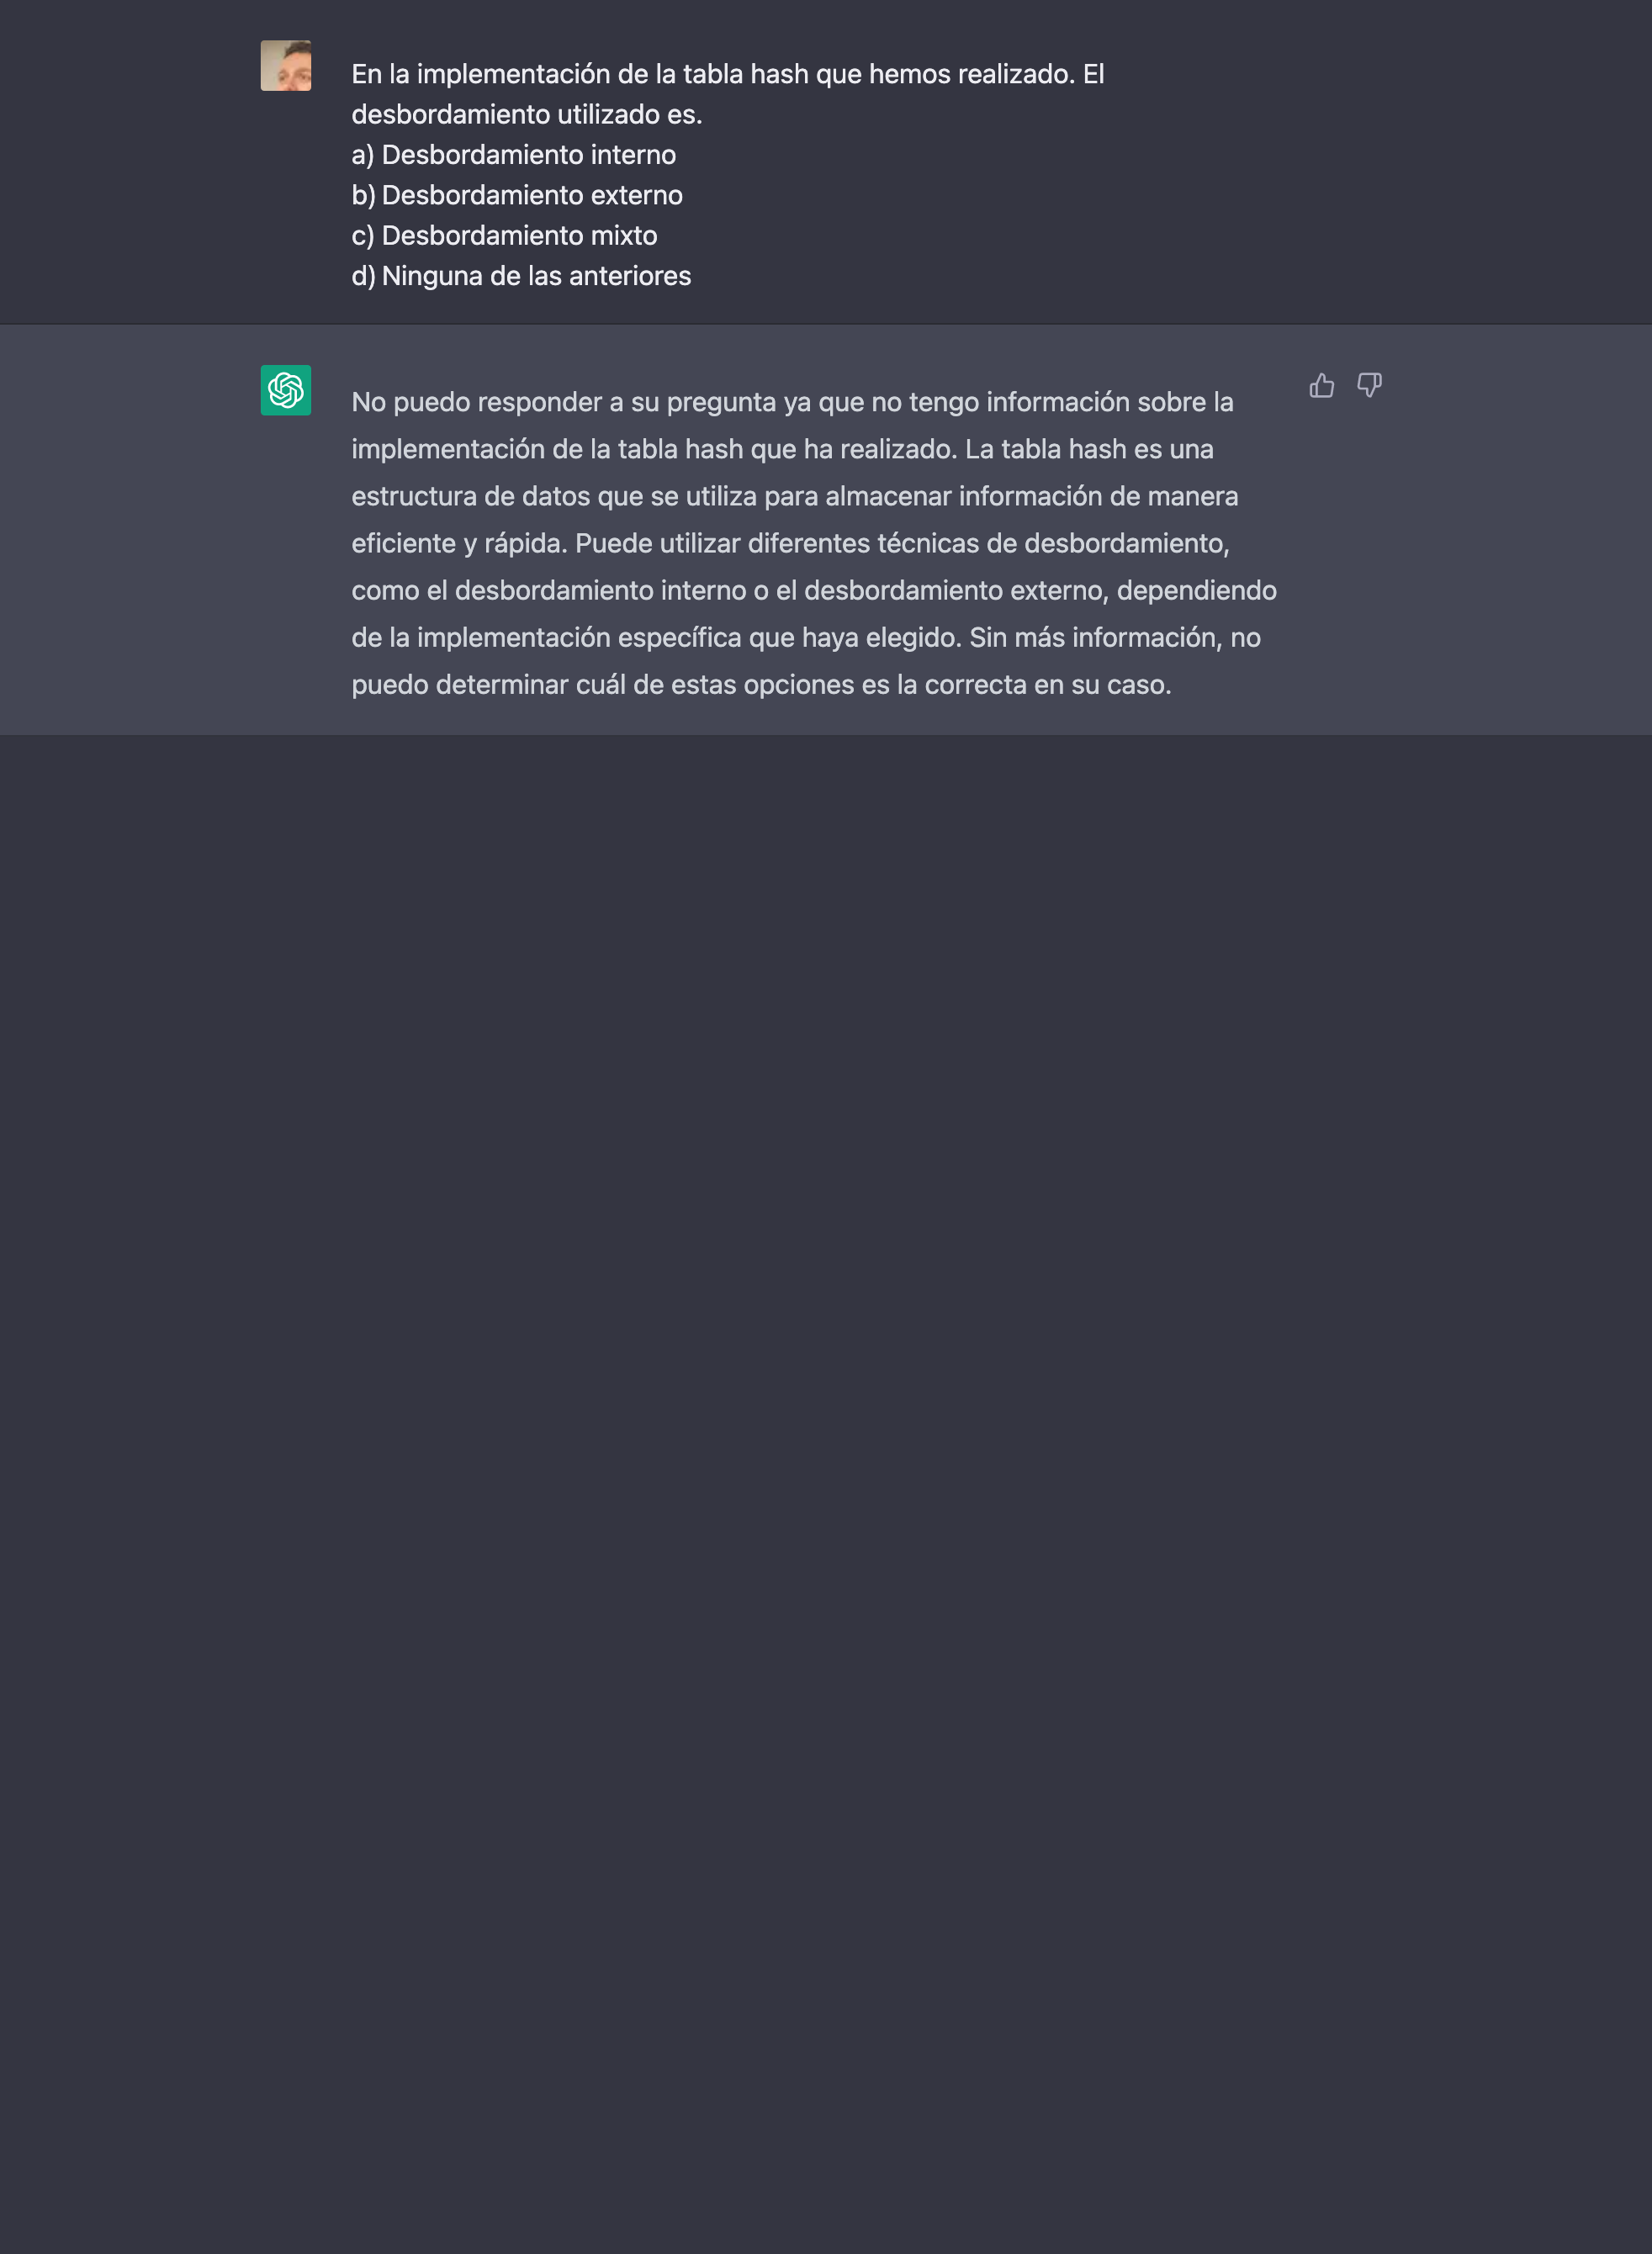 En la implementación de la tabla hash que hemos realizado. El
desbordamiento utilizado es.
a) Desbordamiento interno
b) Desbordamiento externo
c) Desbordamiento mixto
d) Ninguna de las anteriores
No puedo responder a su pregunta ya que no tengo información sobre la
implementación de la tabla hash que ha realizado. La tabla hash es una
estructura de datos que se utiliza para almacenar información de manera
eficiente y rápida. Puede utilizar diferentes técnicas de desbordamiento,
como el desbordamiento interno o el desbordamiento externo, dependiendo
de la implementación específica que haya elegido. Sin más información, no
puedo determinar cuál de estas opciones es la correcta en su caso.